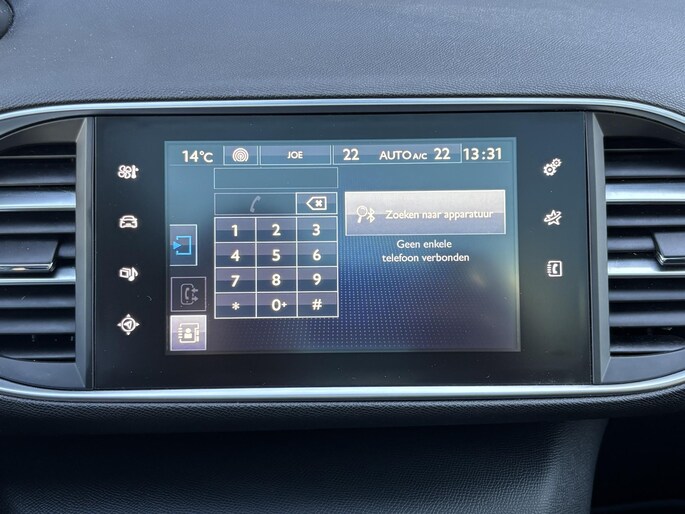 14°C JOE 22 AUTO A/C 22 13:31
1 2 3
4 5 6
7 8 9
* 0+ #
Zoeken naar apparatuur
Geen enkele
telefoon verbonden